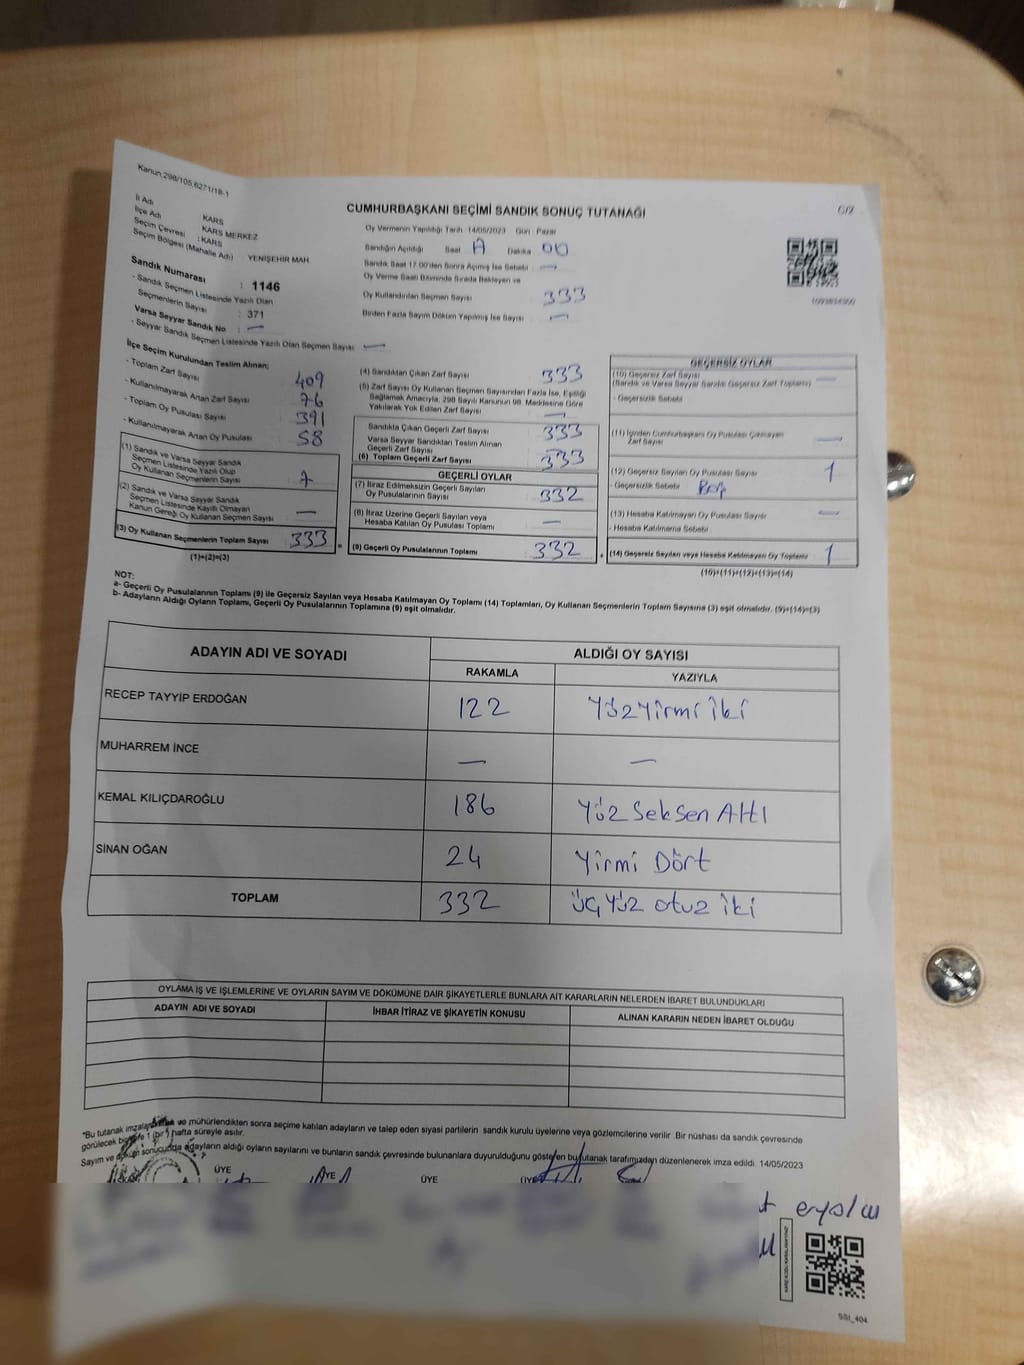 Kanun,298/105,6271/18-1
C/Z
CUMHURBAŞKANI SEÇİMİ SANDIK SONUÇ TUTANAĞI
İl Adı : KARS
İlçe Adı : KARS MERKEZ
Seçim Çevresi : KARS
Seçim Bölgesi (Mahalle Adı) YENİŞEHİR MAH.
Sandık Numarası : 1146
- Sandık Seçmen Listesinde Yazılı Olan
Seçmenlerin Sayısı : 371
Varsa Seyyar Sandık No : —
- Seyyar Sandık Seçmen Listesinde Yazılı Olan Seçmen Sayısı —
Oy Vermenin Yapıldığı Tarih: 14/05/2023 Gün : Pazar
Sandığın Açıldığı Saat Dakika 00
Sandık Saat 17:00'den Sonra Açımış İse Sebebi : —
Oy Verme Saati Bitiminde Sırada Bekleyen ve
Oy Kullandırılan Seçmen Sayısı 333
Birden Fazla Sayım Döküm Yapılmış İse Sayısı : —
İlçe Seçim Kurulundan Teslim Alınan;
- Toplam Zarf Sayısı 409
- Kullanılmayarak Artan Zarf Sayısı 76
- Toplam Oy Pusulası Sayısı 391
- Kullanılmayarak Artan Oy Pusulası 58
(1) Sandık ve Varsa Seyyar Sandık
Seçmen Listesinde Yazılı Olup
Oy Kullanan Seçmenlerin Sayısı
(2) Sandık ve Varsa Seyyar Sandık
Seçmen Listesinde Kayıtlı Olmayan
Kanun Gereği Oy Kullanan Seçmen Sayısı —
(3) Oy Kullanan Seçmenlerin Toplam Sayısı 333
(1)+(2)=(3)
(4) Sandıktan Çıkan Zarf Sayısı 333
(5) Zarf Sayısı Oy Kullanan Seçmen Sayısından Fazla İse, Eşitliği
Sağlamak Amacıyla, 298 Sayılı Kanunun 98. Maddesine Göre
Yakılarak Yok Edilen Zarf Sayısı —
Sandıkta Çıkan Geçerli Zarf Sayısı 333
Varsa Seyyar Sandıktan Teslim Alınan
Geçerli Zarf Sayısı
(6) Toplam Geçerli Zarf Sayısı 333
GEÇERLİ OYLAR
(7) İtiraz Edilmeksizin Geçerli Sayılan
Oy Pusulalarının Sayısı 332
(8) İtiraz Üzerine Geçerli Sayılan veya
Hesaba Katılan Oy Pusulası Toplamı —
(9) Geçerli Oy Pusulalarının Toplamı 332
GEÇERSİZ OYLAR
(10) Geçersiz Zarf Sayısı —
(Sandık ve Varsa Seyyar Sandık Geçersiz Zarf Toplamı)
- Geçersizlik Sebebi
(11) İçinden Cumhurbaşkanı Oy Pusulası Çıkmayan
Zarf Sayısı —
(12) Geçersiz Sayılan Oy Pusulası Sayısı 1
- Geçersizlik Sebebi
(13) Hesaba Katılmayan Oy Pusulası Sayısı —
- Hesaba Katılmama Sebebi
(14) Geçersiz Sayılan veya Hesaba Katılmayan Oy Toplamı 1
(10)+(11)+(12)+(13)=(14)
NOT:
a- Geçerli Oy Pusulalarının Toplamı (9) ile Geçersiz Sayılan veya Hesaba Katılmayan Oy Toplamı (14) Toplamları, Oy Kullanan Seçmenlerin Toplam Sayısına (3) eşit olmalıdır. (9)+(14)=(3)
b- Adayların Aldığı Oyların Toplamı, Geçerli Oy Pusulalarının Toplamına (9) eşit olmalıdır.
ADAYIN ADI VE SOYADI ALDIĞI OY SAYISI
RAKAMLA YAZIYLA
RECEP TAYYİP ERDOĞAN 122 Yüz Yirmi İki
MUHARREM İNCE — —
KEMAL KILIÇDAROĞLU 186 Yüz Seksen Altı
SİNAN OĞAN 24 Yirmi Dört
TOPLAM 332 Üç Yüz otuz iki
OYLAMA İŞ VE İŞLEMLERİNE VE OYLARIN SAYIM VE DÖKÜMÜNE DAİR ŞİKAYETLERLE BUNLARA AİT KARARLARIN NELERDEN İBARET BULUNDUKLARI
ADAYIN ADI VE SOYADI İHBAR İTİRAZ VE ŞİKAYETİN KONUSU ALINAN KARARIN NEDEN İBARET OLDUĞU
"Bu tutanak ve mühürlendikten sonra seçime katılan adayların ve talep eden siyasi partilerin sandık kurulu üyelerine veya gözlemcilerine verilir. Bir nüshası da sandık çevresinde
görülecek bir 1 (bir) hafta süreyle asılır.
Sayım ve sonucunda adayların aldığı oyların sayılarını ve bunların sandık çevresinde bulunanlara duyurulduğunu gösteren bu tutanak tarafımızdan düzenlenerek imza edildi. 14/05/2023
ÜYE ÜYE ÜYE
SSI_404